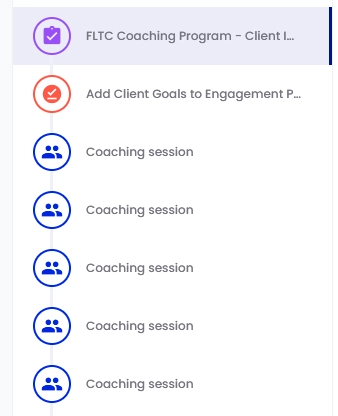 FLTC Coaching Program - Client I...
Add Client Goals to Engagement P...
Coaching session
Coaching session
Coaching session
Coaching session
Coaching session